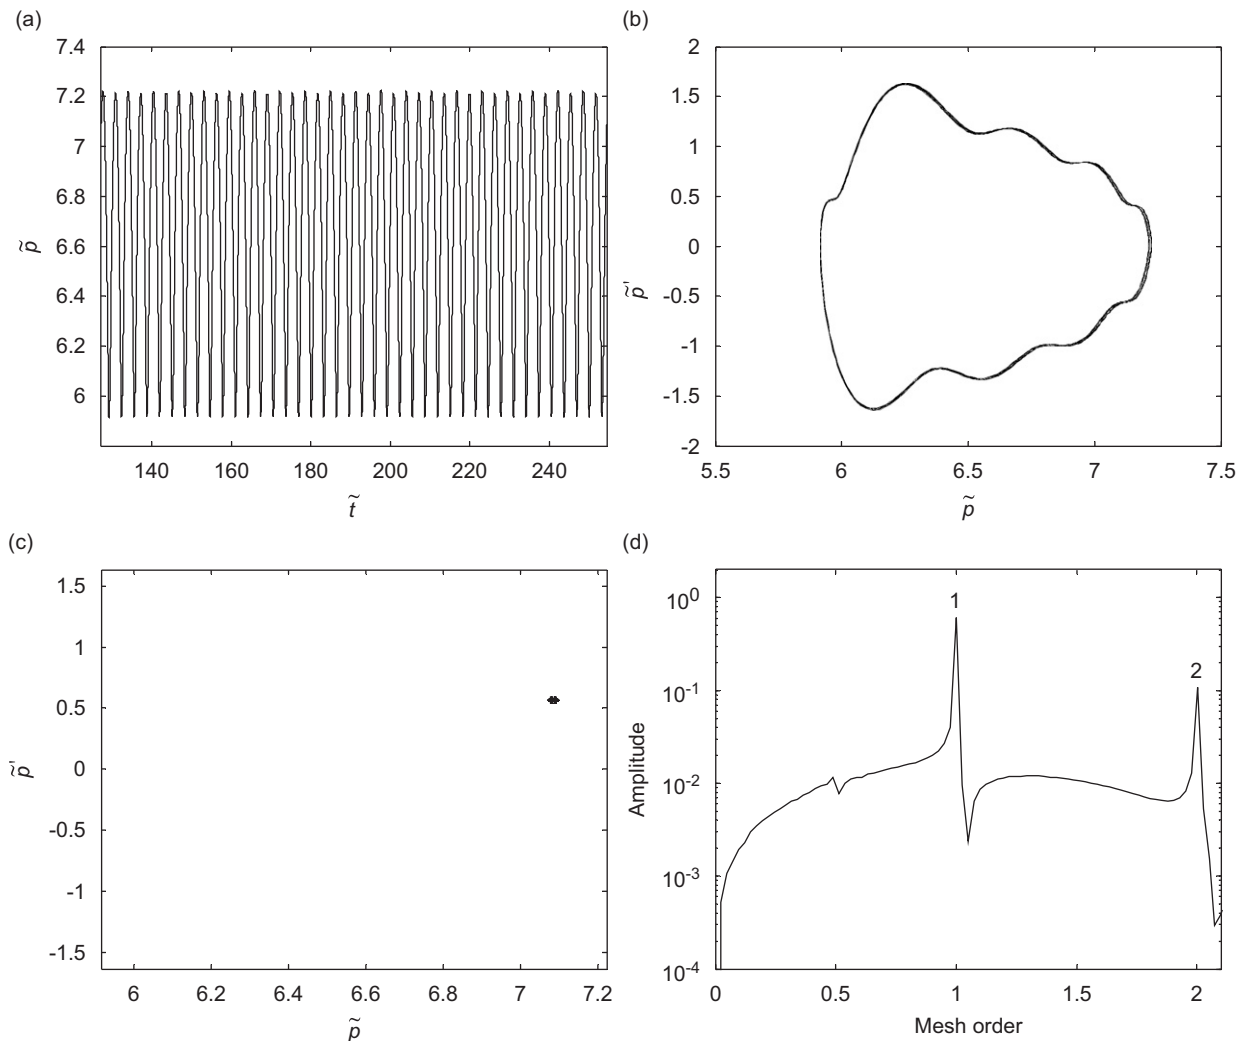 (a)
7.4
7.2
7
6.8
6.6
6.4
6.2
6
p̃
140 160 180 200 220 240
t̃
(b)
2
1.5
1
0.5
0
-0.5
-1
-1.5
-2
p̃'
5.5 6 6.5 7 7.5
p̃
(c)
1.5
1
0.5
0
-0.5
-1
-1.5
p̃'
6 6.2 6.4 6.6 6.8 7 7.2
p̃
(d)
10⁰
10⁻¹
10⁻²
10⁻³
10⁻⁴
Amplitude
1
2
0 0.5 1 1.5 2
Mesh order